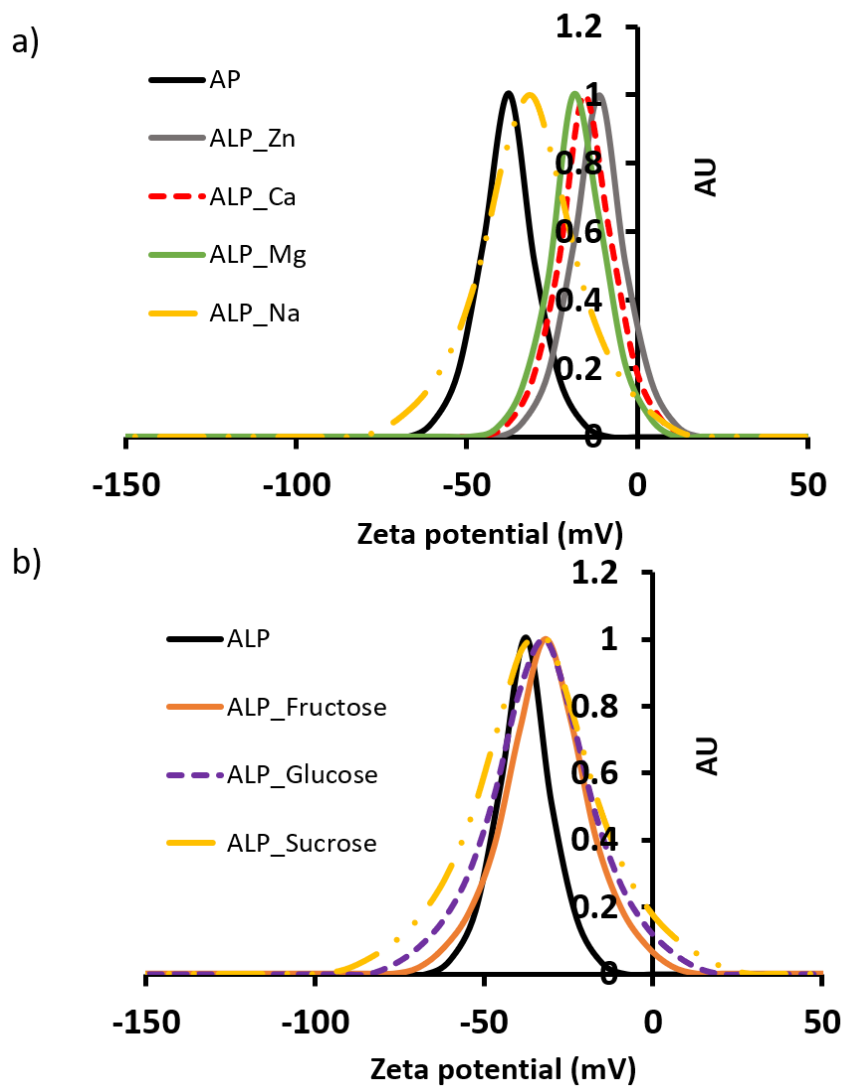 a)
1.2
AP
1
ALP_Zn
0.8
AU
ALP_Ca
0.6
ALP_Mg
0.4
ALP_Na
0.2
0
-150 -100 -50 0 50
Zeta potential (mV)
b)
1.2
ALP
1
ALP_Fructose
0.8
AU
ALP_Glucose
0.6
ALP_Sucrose
0.4
0.2
0
-150 -100 -50 0 50
Zeta potential (mV)